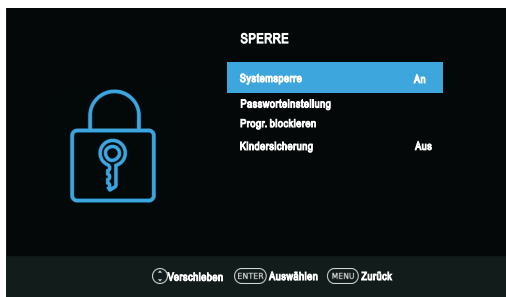 SPERRE
Systemsperre An
Passworteinstellung
Progr. blockieren
Kindersicherung Aus
Verschieben ENTER Auswählen MENU Zurück